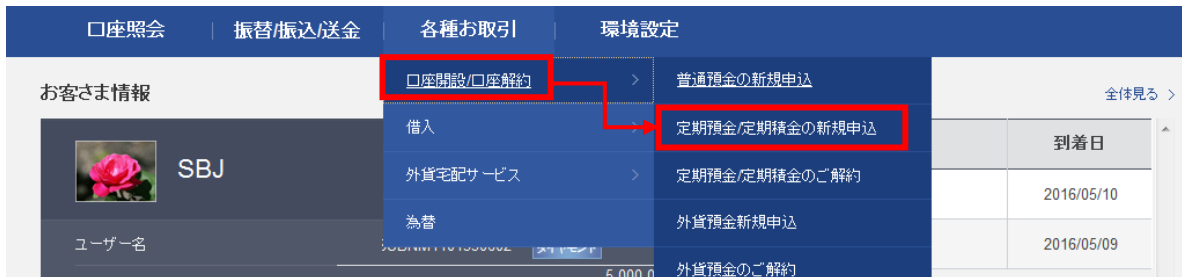 口座照会 振替/振込/送金 各種お取引 環境設定
お客さま情報
口座開設/口座解約
借入
外貨宅配サービス
為替
普通預金の新規申込
定期預金/定期積金の新規申込
定期預金/定期積金のご解約
外貨預金新規申込
外貨預金のご解約
全体見る
到着日
2016/05/10
2016/05/09
SBJ
ユーザー名